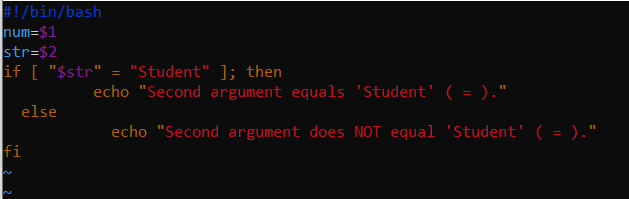 #!/bin/bash
num=$1
str=$2
if [ "$str" = "Student" ]; then
echo "Second argument equals 'Student' ( = )."
else
echo "Second argument does NOT equal 'Student' ( = )."
fi
~
~